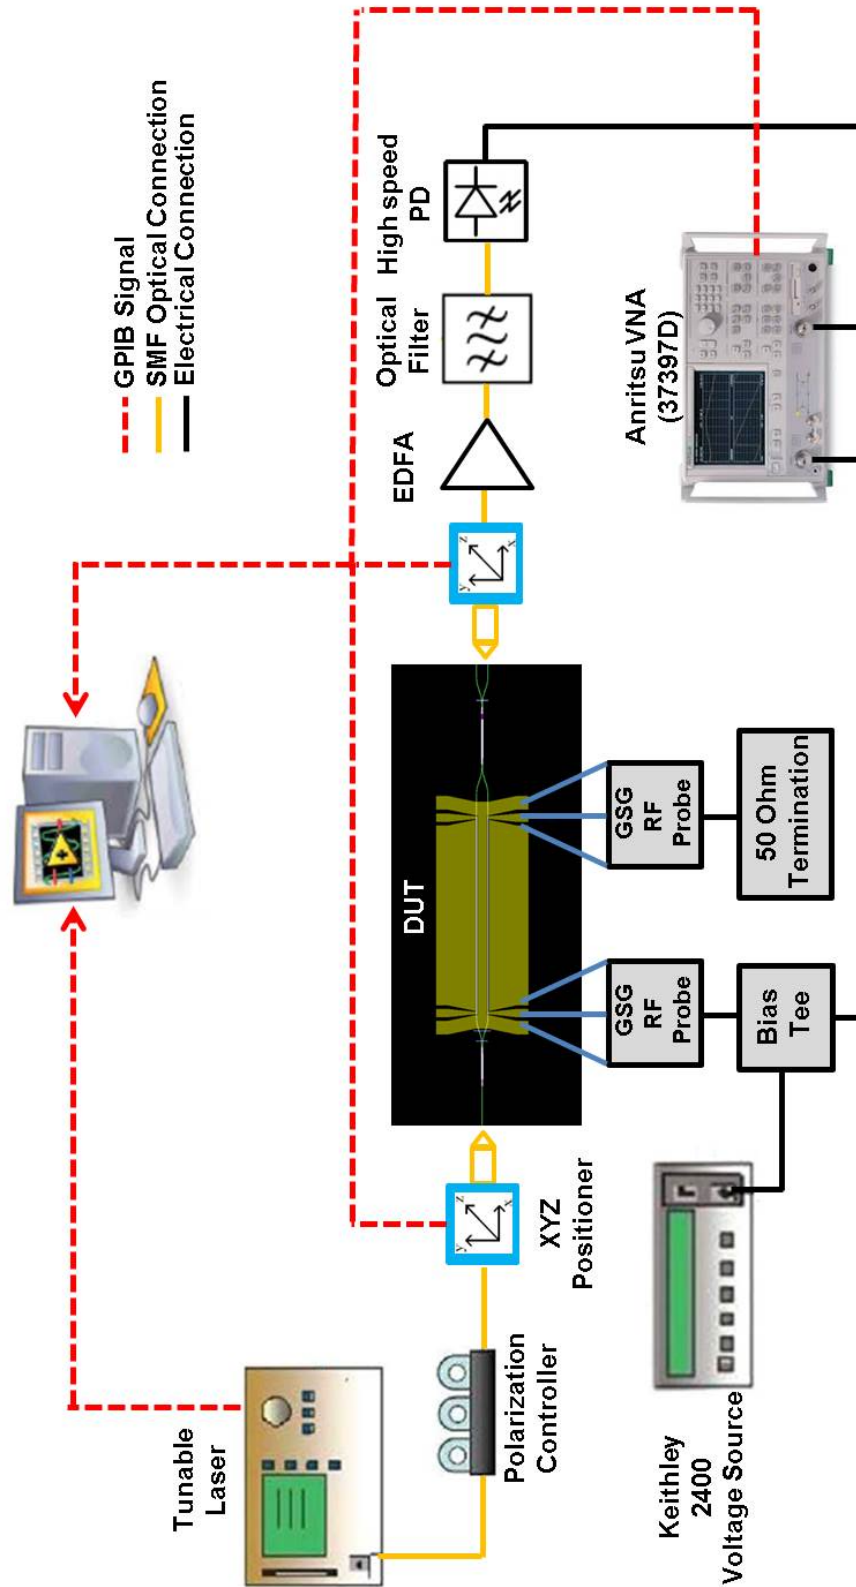 GPIB Signal
SMF Optical Connection
Electrical Connection
Tunable
Laser
Polarization
Controller
XYZ
Positioner
y
z
x
DUT
y
z
x
EDFA
Optical
Filter
High speed
PD
Keithley
2400
Voltage Source
GSG
RF
Probe
Bias
Tee
GSG
RF
Probe
50 Ohm
Termination
Anritsu VNA
(37397D)